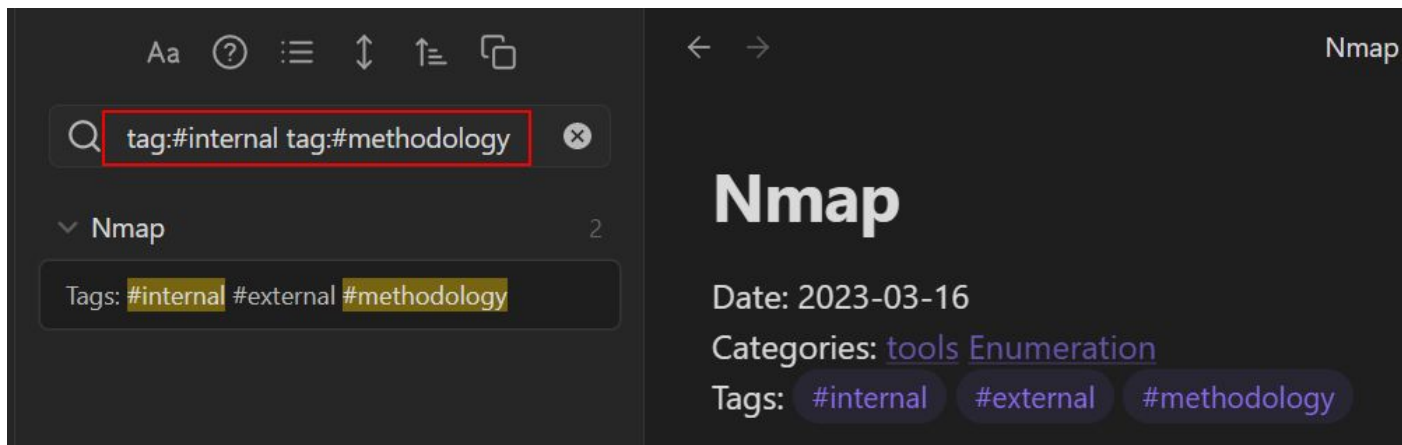 Aa
Nmap
tag:#internal tag:#methodology
Nmap 2
Tags: #internal #external #methodology
Nmap
Date: 2023-03-16
Categories: tools Enumeration
Tags: #internal #external #methodology